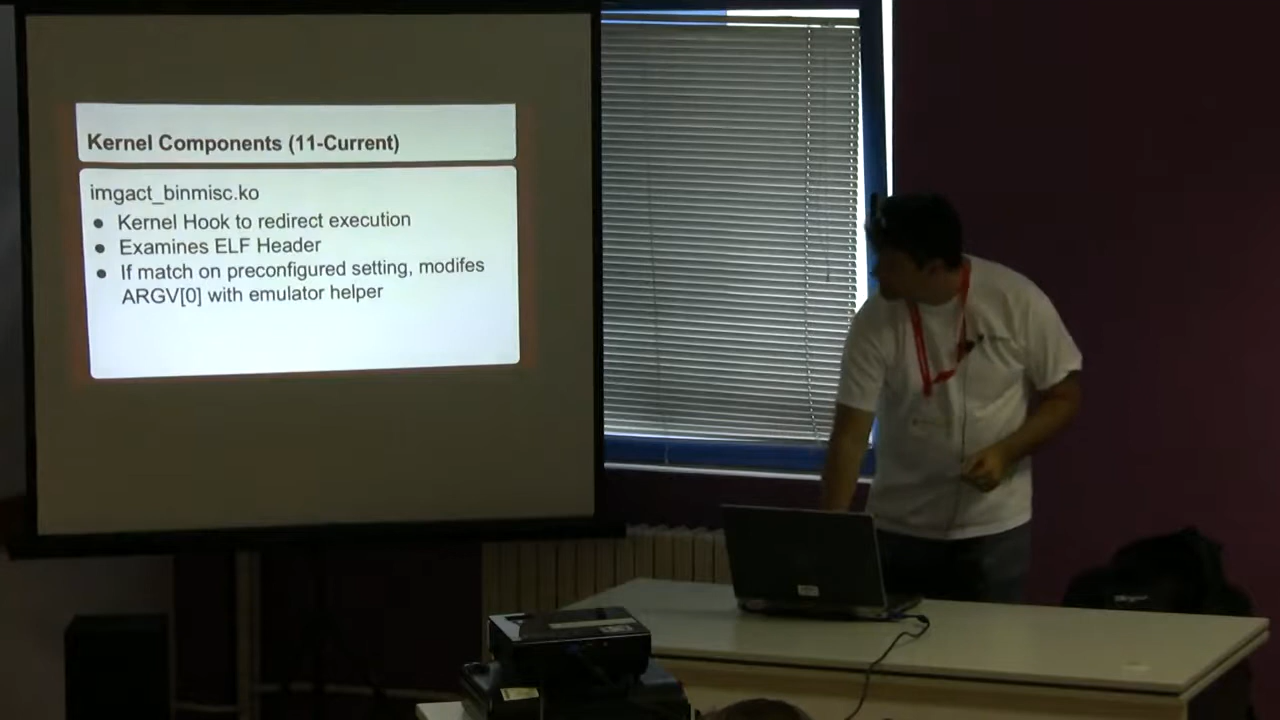 Kernel Components (11-Current)
imgact_binmisc.ko
● Kernel Hook to redirect execution
● Examines ELF Header
● If match on preconfigured setting, modifes
ARGV[0] with emulator helper